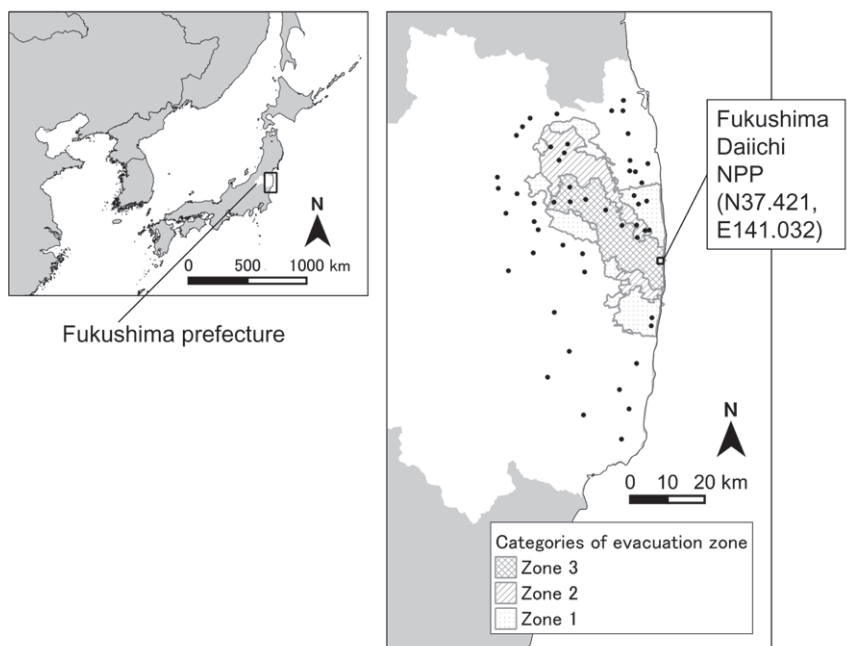 N
0 500 1000 km
Fukushima prefecture
Fukushima
Daiichi
NPP
(N37.421,
E141.032)
N
0 10 20 km
Categories of evacuation zone
Zone 3
Zone 2
Zone 1